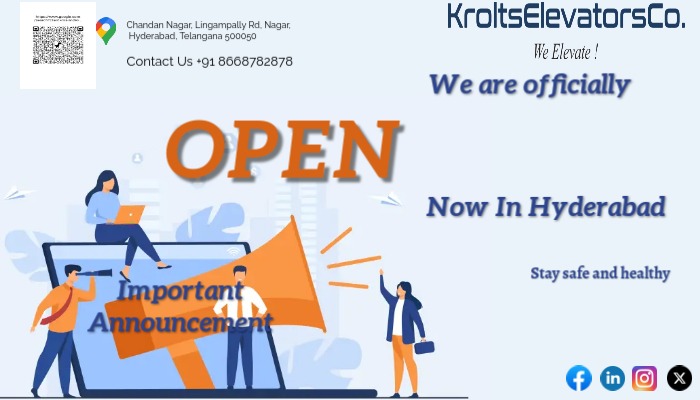 Chandan Nagar, Lingampally Rd, Nagar,
Hyderabad, Telangana 500050
Contact Us +91 8668782878
KroltsElevatorsCo.
We Elevate !
We are officially
OPEN
Now In Hyderabad
Stay safe and healthy
Important
Announcement